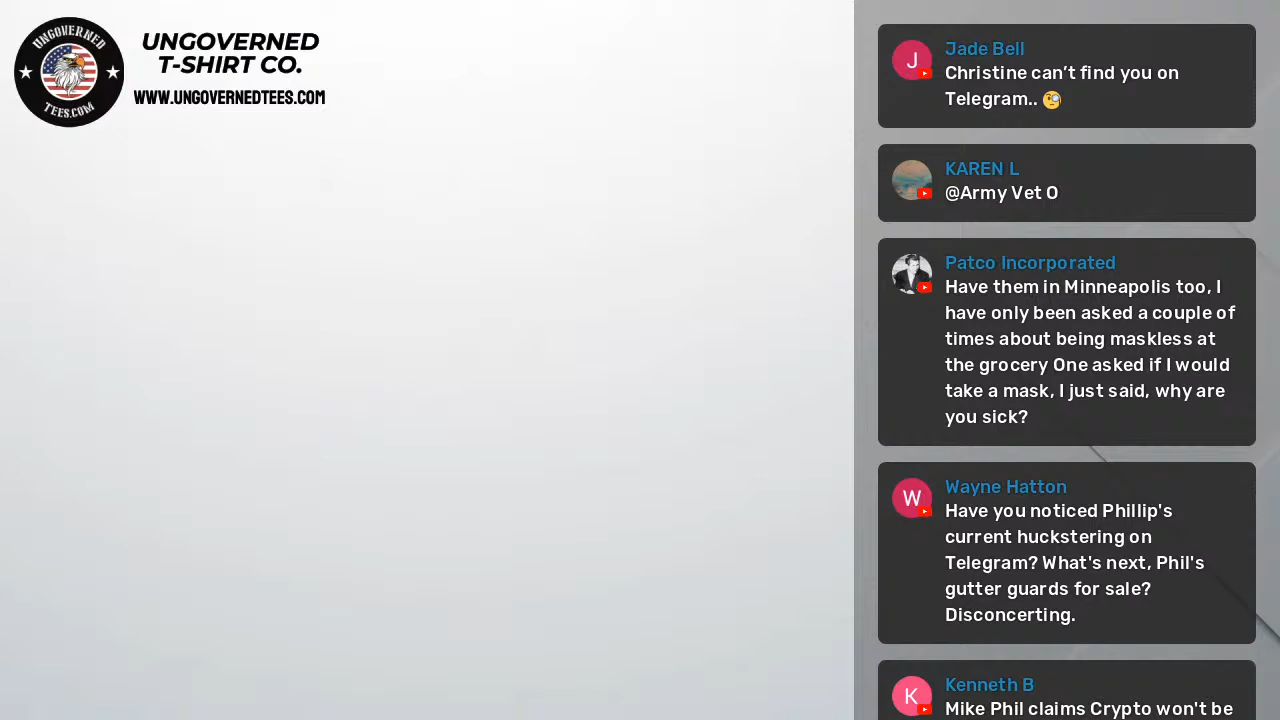 UNGOVERNED
TEES.COM
UNGOVERNED
T-SHIRT CO.
WWW.UNGOVERNEDTEES.COM
J
Jade Bell
Christine can’t find you on
Telegram.. 🧐
KAREN L
@Army Vet O
Patco Incorporated
Have them in Minneapolis too, I
have only been asked a couple of
times about being maskless at
the grocery One asked if I would
take a mask, I just said, why are
you sick?
W
Wayne Hatton
Have you noticed Phillip's
current huckstering on
Telegram? What's next, Phil's
gutter guards for sale?
Disconcerting.
K
Kenneth B
Mike Phil claims Crypto won't be